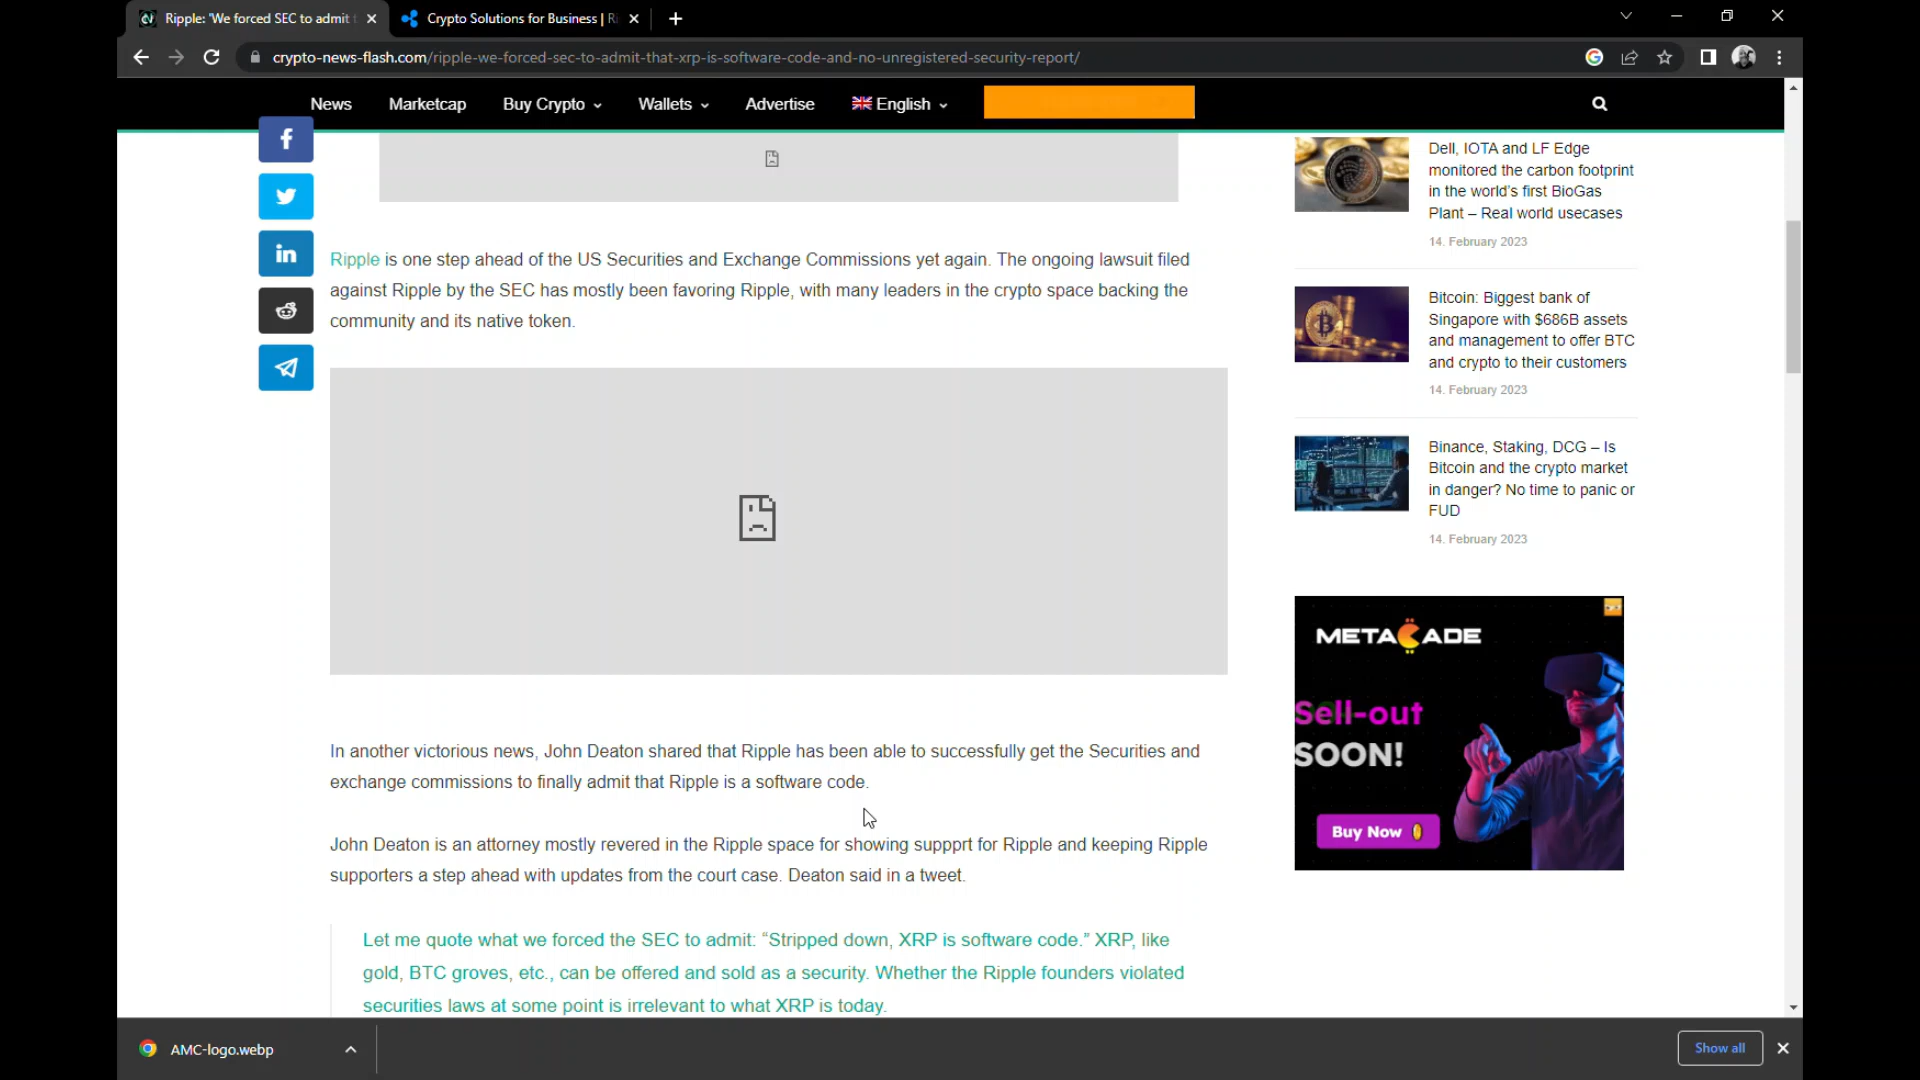 Ripple: 'We forced SEC to admit t
Crypto Solutions for Business | Ri
crypto-news-flash.com/ripple-we-forced-sec-to-admit-that-xrp-is-software-code-and-no-unregistered-security-report/
News Marketcap Buy Crypto Wallets Advertise English
Ripple is one step ahead of the US Securities and Exchange Commissions yet again. The ongoing lawsuit filed
against Ripple by the SEC has mostly been favoring Ripple, with many leaders in the crypto space backing the
community and its native token.
In another victorious news, John Deaton shared that Ripple has been able to successfully get the Securities and
exchange commissions to finally admit that Ripple is a software code.
John Deaton is an attorney mostly revered in the Ripple space for showing suppprt for Ripple and keeping Ripple
supporters a step ahead with updates from the court case. Deaton said in a tweet.
Let me quote what we forced the SEC to admit: “Stripped down, XRP is software code.” XRP, like
gold, BTC groves, etc., can be offered and sold as a security. Whether the Ripple founders violated
securities laws at some point is irrelevant to what XRP is today.
Dell, IOTA and LF Edge
monitored the carbon footprint
in the world’s first BioGas
Plant – Real world usecases
14. February 2023
Bitcoin: Biggest bank of
Singapore with $686B assets
and management to offer BTC
and crypto to their customers
14. February 2023
Binance, Staking, DCG – Is
Bitcoin and the crypto market
in danger? No time to panic or
FUD
14. February 2023
METACADE
Sell-out
SOON!
Buy Now
AMC-logo.webp
Show all